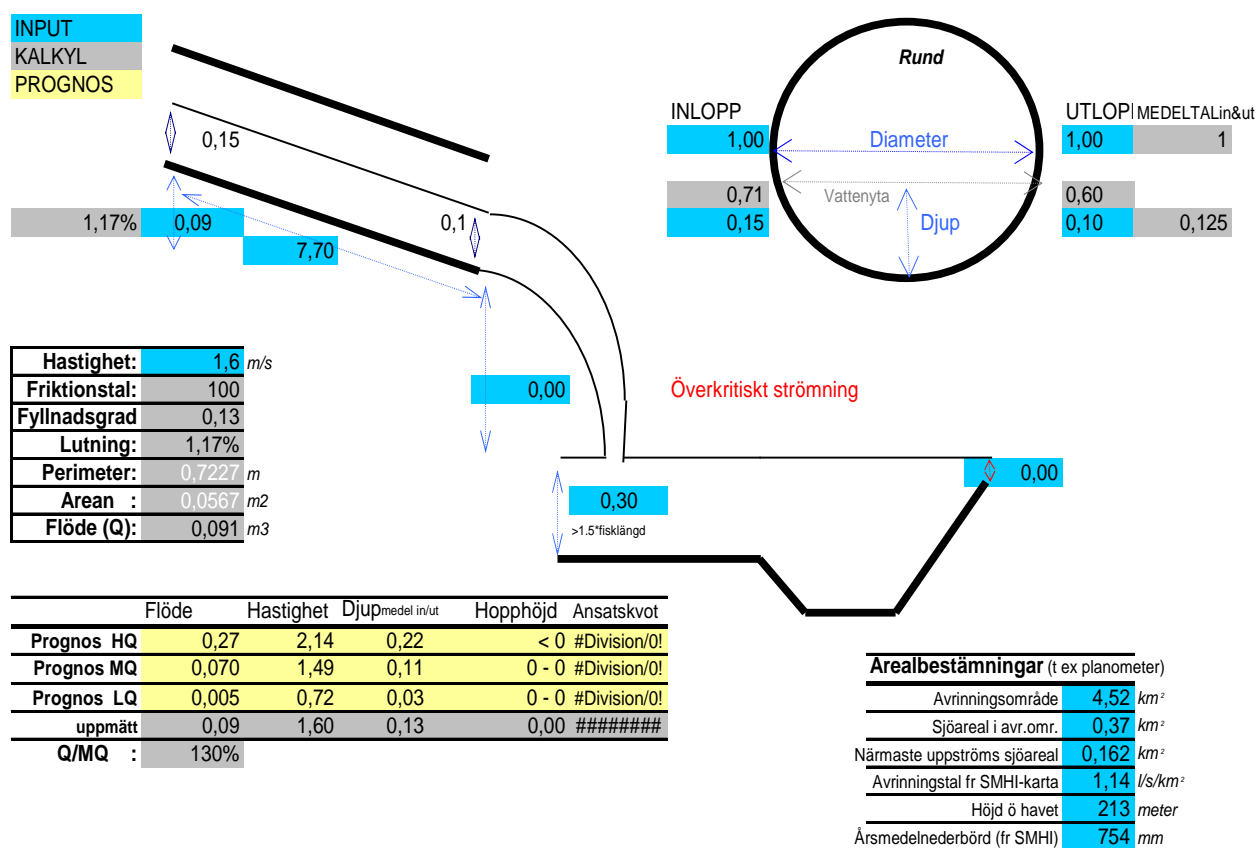 INPUT
KALKYL
PROGNOS
Rund
INLOPP
UTLOPI MEDELTALin&ut
1,00 Diameter 1,00 1
0,15
0,71 Vattenyta 0,60
1,17% 0,09 0,1 0,15 Djup 0,10 0,125
7,70
Hastighet: 1,6 m/s
Friktionstal: 100
0,00 Överkritiskt strömning
Fyllnadsgrad 0,13
Lutning: 1,17%
Perimeter: 0,7227 m
0,00
Arean : 0,0567 m2
0,30
Flöde (Q): 0,091 m3
>1.5*fisklängd
Flöde Hastighet Djupmedel in/ut Hopphöjd Ansatskvot
Prognos HQ 0,27 2,14 0,22 < 0 #Division/0!
Prognos MQ 0,070 1,49 0,11 0 - 0 #Division/0!
Prognos LQ 0,005 0,72 0,03 0 - 0 #Division/0!
uppmätt 0,09 1,60 0,13 0,00 ########
Q/MQ : 130%
Arealbestämningar (t ex planometer)
Avrinningsområde 4,52 km²
Sjöareal i avr.omr. 0,37 km²
Närmaste uppströms sjöareal 0,162 km²
Avrinningstal fr SMHI-karta 1,14 l/s/km²
Höjd ö havet 213 meter
Årsmedelnederbörd (fr SMHI) 754 mm